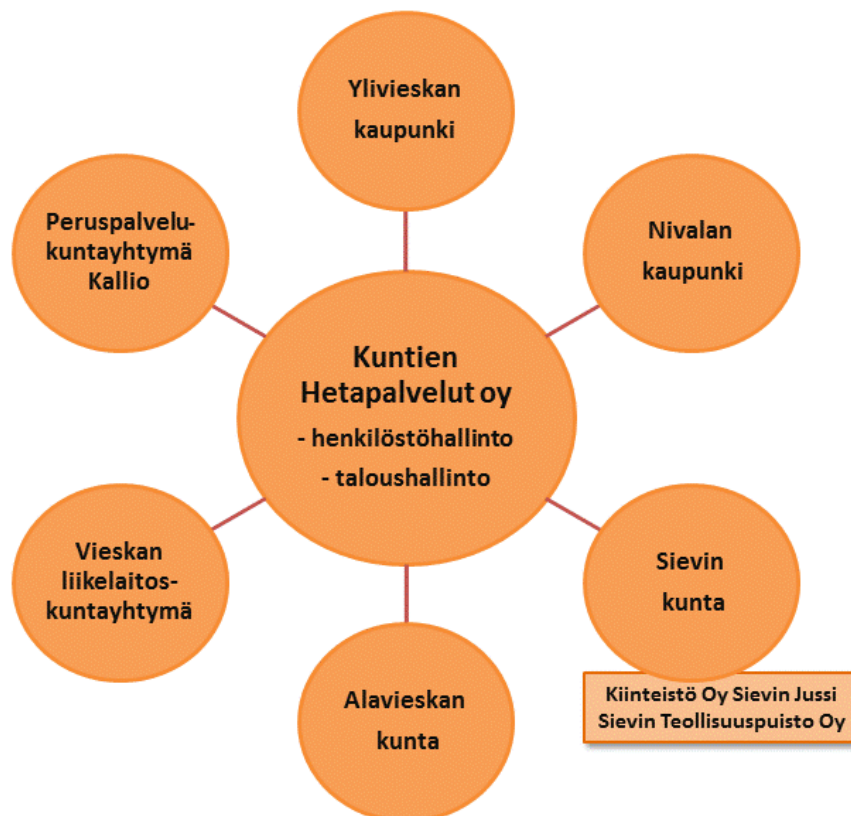 Ylivieskan
kaupunki
Peruspalvelu-
kuntayhtymä
Kallio
Nivalan
kaupunki
Kuntien
Hetapalvelut oy
- henkilöstöhallinto
- taloushallinto
Vieskan
liikelaitos-
kuntayhtymä
Sievin
kunta
Kiinteistö Oy Sievin Jussi
Sievin Teollisuuspuisto Oy
Alavieskan
kunta